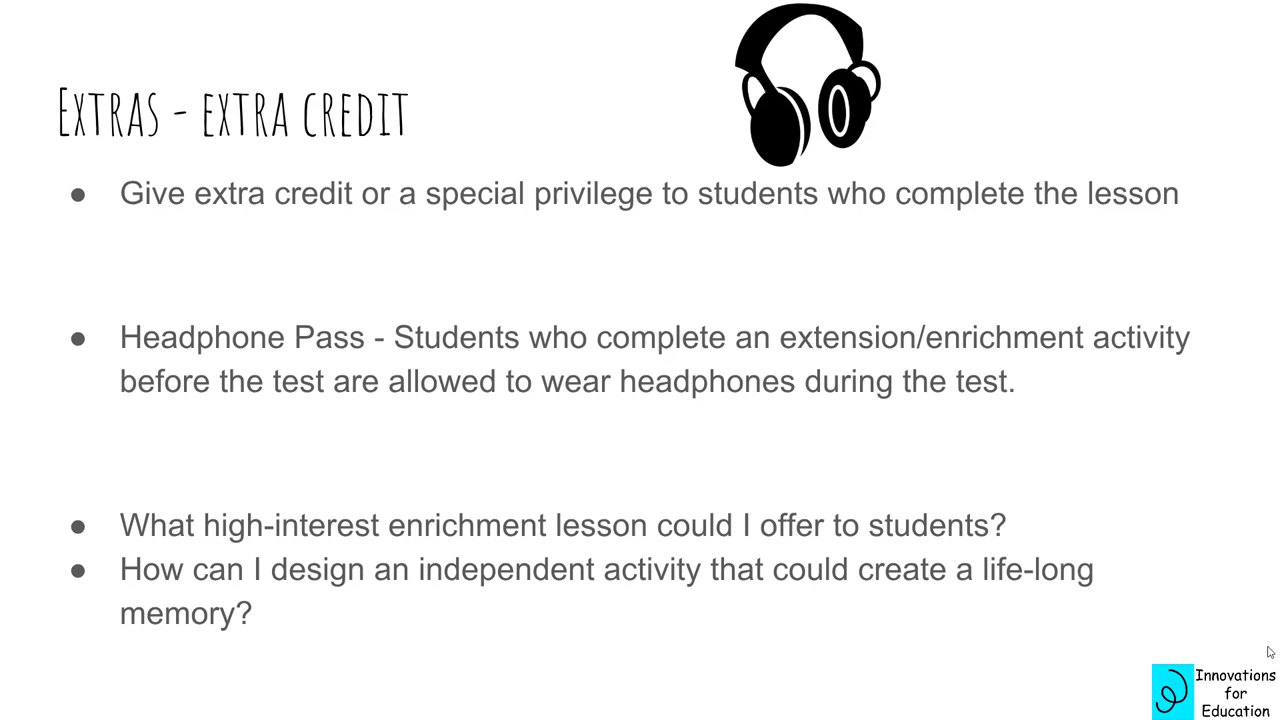 Extras - extra credit
● Give extra credit or a special privilege to students who complete the lesson
● Headphone Pass - Students who complete an extension/enrichment activity
before the test are allowed to wear headphones during the test.
● What high-interest enrichment lesson could I offer to students?
● How can I design an independent activity that could create a life-long
memory?
Innovations
for
Education